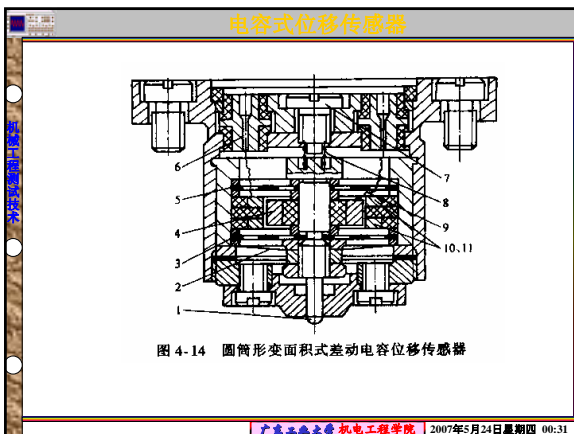 电容式位移传感器
机械工程测试技术
6
5
4
3
2
1
7
8
9
10、11
图 4-14 圆筒形变面积式差动电容位移传感器
广东工业大学 机电工程学院
2007年5月24日星期四 00:31